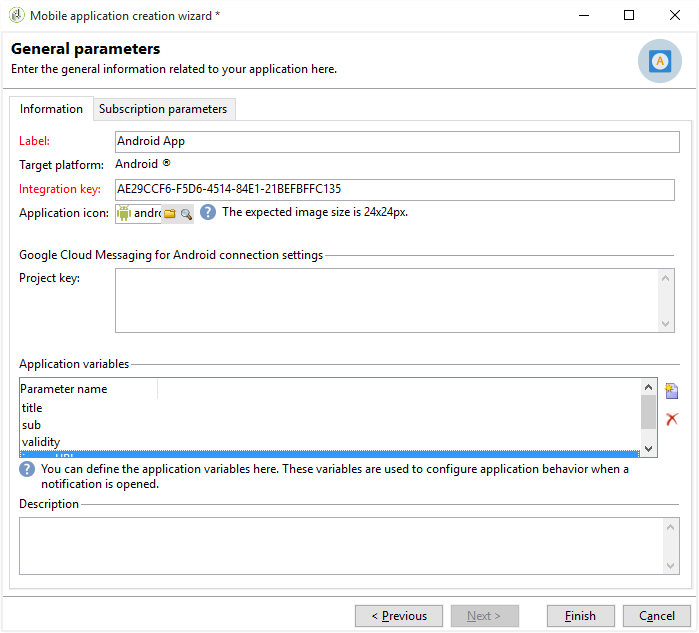 Mobile application creation wizard *
General parameters
Enter the general information related to your application here.
Information
Subscription parameters
Label:
Android App
Target platform:
Android ®
Integration key:
AE29CCF6-F5D6-4514-84E1-21BEFBFFC135
Application icon:
andro
? The expected image size is 24x24px.
Google Cloud Messaging for Android connection settings
Project key:
Application variables
Parameter name
title
sub
validity
? You can define the application variables here. These variables are used to configure application behavior when a
notification is opened.
Description
< Previous
Next >
Finish
Cancel